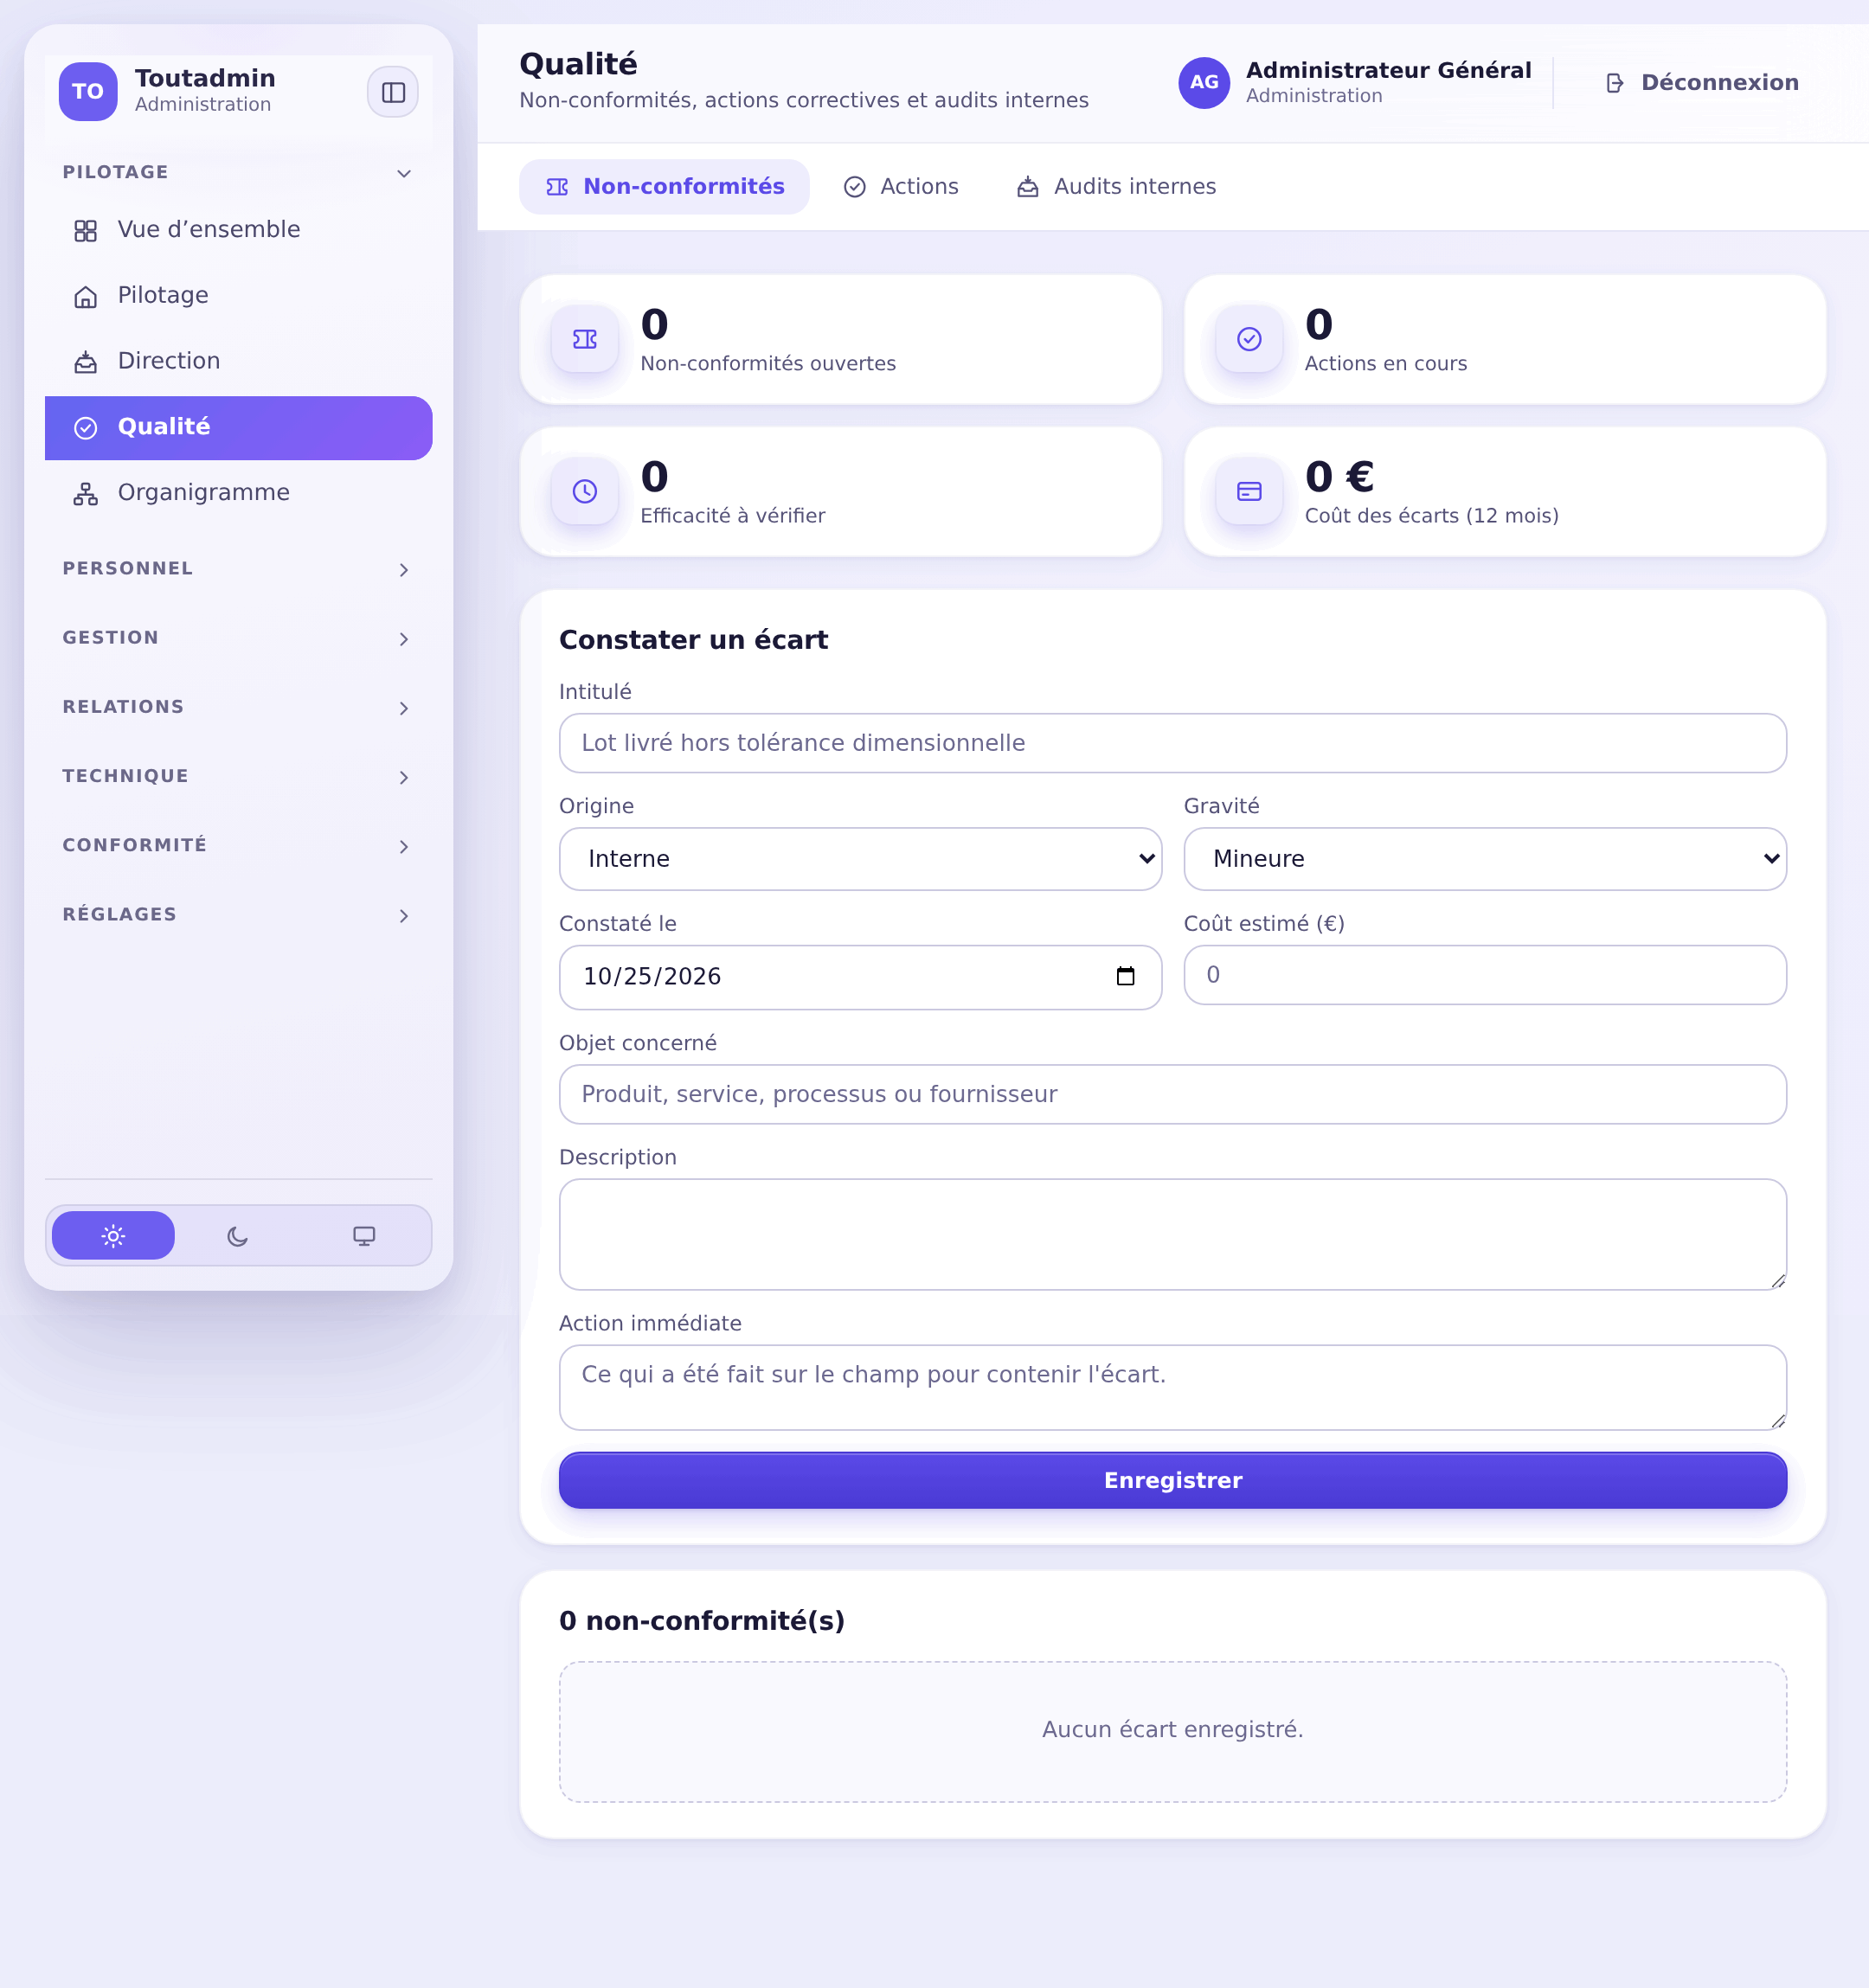 TO
Toutadmin
Administration
PILOTAGE
Vue d’ensemble
Pilotage
Direction
Qualité
Organigramme
PERSONNEL
GESTION
RELATIONS
TECHNIQUE
CONFORMITÉ
RÉGLAGES
Qualité
Non-conformités, actions correctives et audits internes
AG
Administrateur Général
Administration
Déconnexion
Non-conformités
Actions
Audits internes
0
Non-conformités ouvertes
0
Actions en cours
0
Efficacité à vérifier
0 €
Coût des écarts (12 mois)
Constater un écart
Intitulé
Lot livré hors tolérance dimensionnelle
Origine
Gravité
Interne
Mineure
Constaté le
Coût estimé (€)
10/25/2026
0
Objet concerné
Produit, service, processus ou fournisseur
Description
Action immédiate
Ce qui a été fait sur le champ pour contenir l'écart.
Enregistrer
0 non-conformité(s)
Aucun écart enregistré.